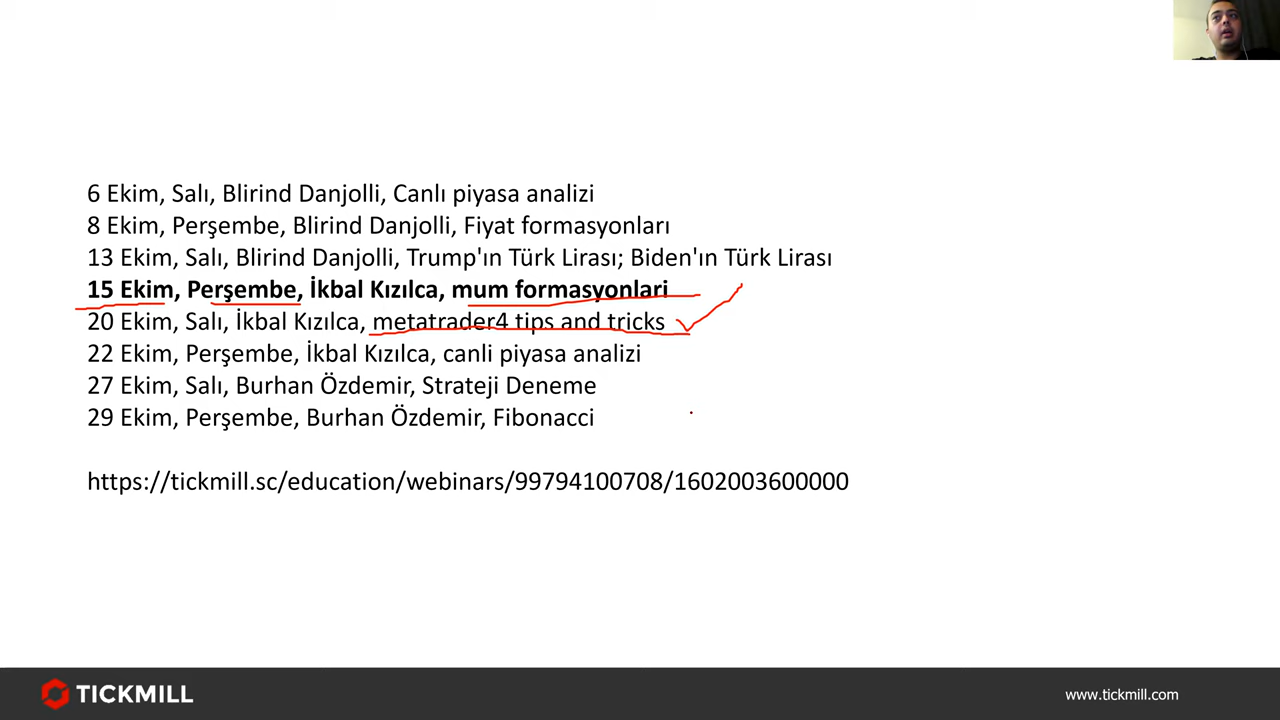 6 Ekim, Salı, Blirind Danjolli, Canlı piyasa analizi
8 Ekim, Perşembe, Blirind Danjolli, Fiyat formasyonları
13 Ekim, Salı, Blirind Danjolli, Trump'ın Türk Lirası; Biden'ın Türk Lirası
15 Ekim, Perşembe, İkbal Kızılca, mum formasyonlari
20 Ekim, Salı, İkbal Kızılca, metatrader4 tips and tricks
22 Ekim, Perşembe, İkbal Kızılca, canli piyasa analizi
27 Ekim, Salı, Burhan Özdemir, Strateji Deneme
29 Ekim, Perşembe, Burhan Özdemir, Fibonacci
https://tickmill.sc/education/webinars/99794100708/1602003600000
TICKMILL
www.tickmill.com